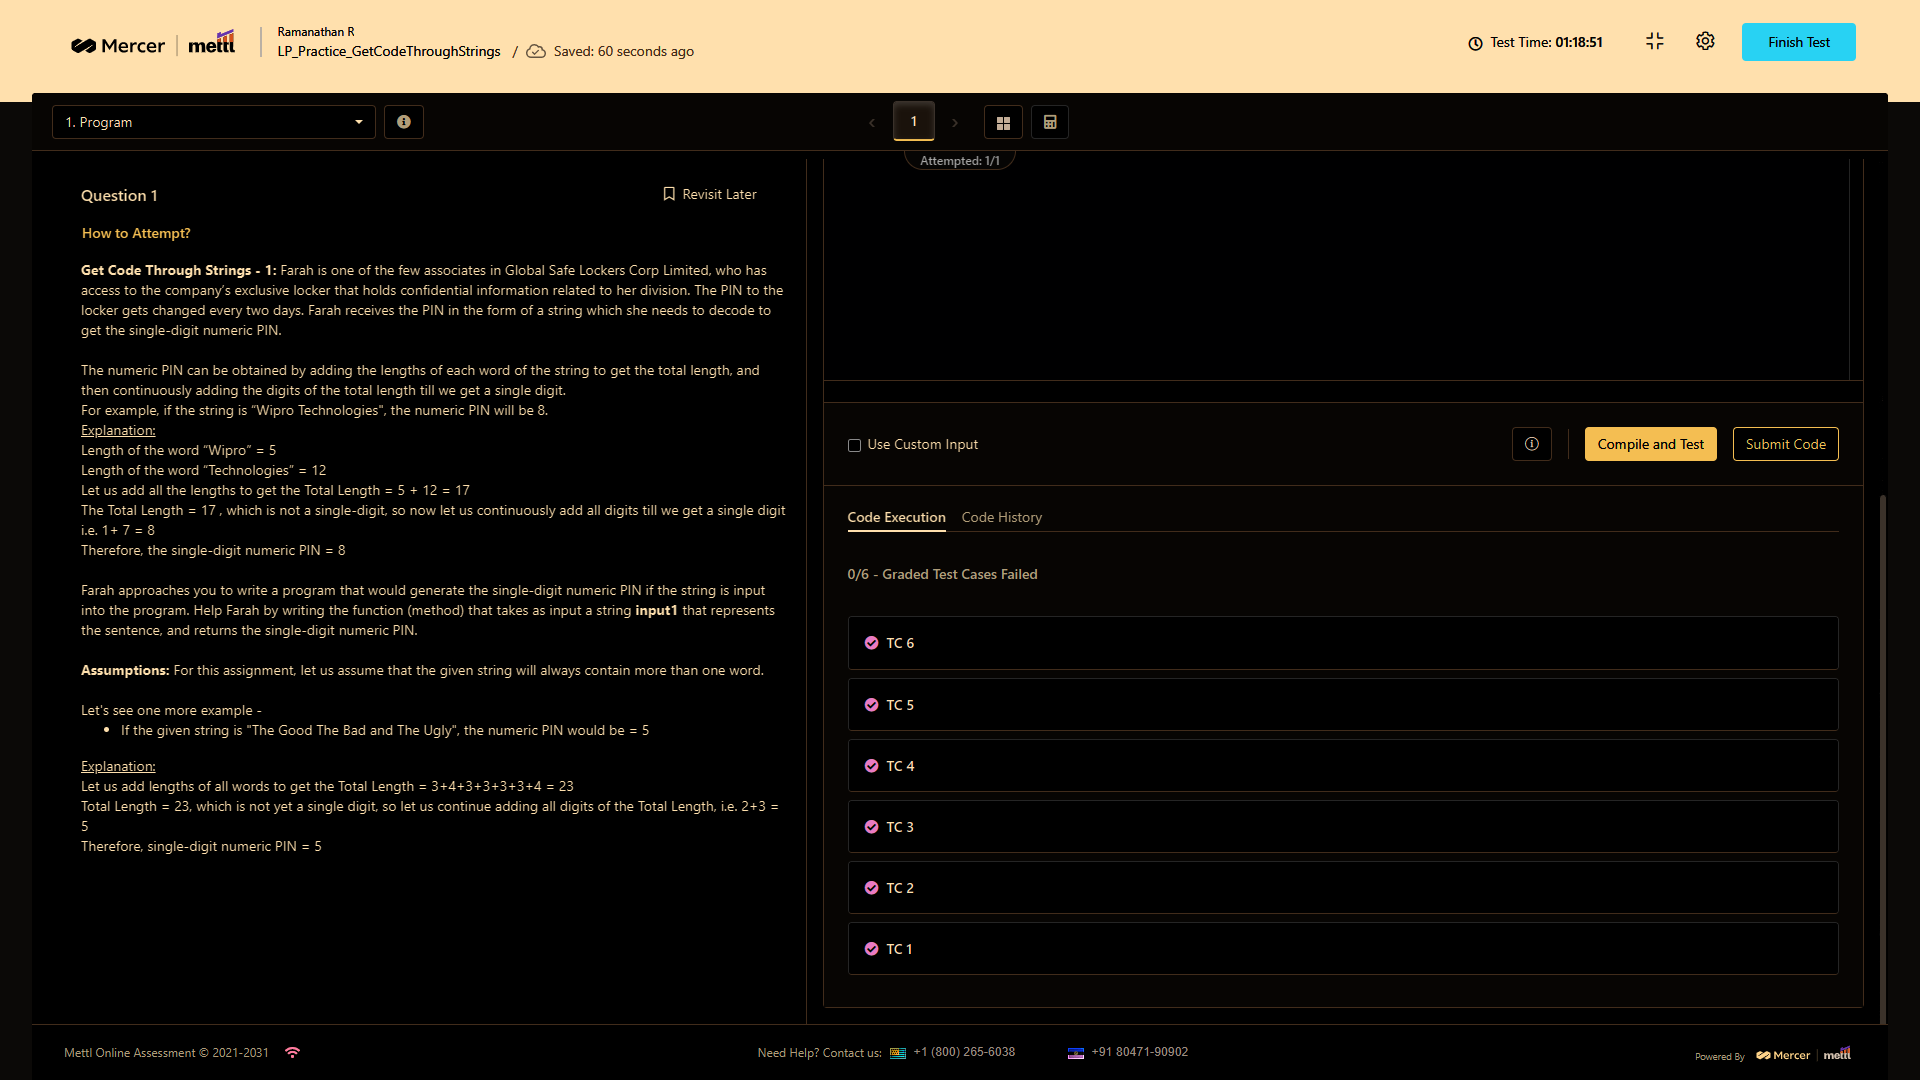 Mercer | mettl
Ramanathan R
LP_Practice_GetCodeThroughStrings / Saved: 60 seconds ago
Test Time: 01:18:51
Finish Test
1. Program
1
Attempted: 1/1
Question 1
Revisit Later
How to Attempt?
Get Code Through Strings - 1: Farah is one of the few associates in Global Safe Lockers Corp Limited, who has
access to the company’s exclusive locker that holds confidential information related to her division. The PIN to the
locker gets changed every two days. Farah receives the PIN in the form of a string which she needs to decode to
get the single-digit numeric PIN.
The numeric PIN can be obtained by adding the lengths of each word of the string to get the total length, and
then continuously adding the digits of the total length till we get a single digit.
For example, if the string is “Wipro Technologies", the numeric PIN will be 8.
Explanation:
Length of the word “Wipro” = 5
Length of the word “Technologies” = 12
Let us add all the lengths to get the Total Length = 5 + 12 = 17
The Total Length = 17 , which is not a single-digit, so now let us continuously add all digits till we get a single digit
i.e. 1+ 7 = 8
Therefore, the single-digit numeric PIN = 8
Farah approaches you to write a program that would generate the single-digit numeric PIN if the string is input
into the program. Help Farah by writing the function (method) that takes as input a string input1 that represents
the sentence, and returns the single-digit numeric PIN.
Assumptions: For this assignment, let us assume that the given string will always contain more than one word.
Let's see one more example -
• If the given string is "The Good The Bad and The Ugly", the numeric PIN would be = 5
Explanation:
Let us add lengths of all words to get the Total Length = 3+4+3+3+3+3+4 = 23
Total Length = 23, which is not yet a single digit, so let us continue adding all digits of the Total Length, i.e. 2+3 =
5
Therefore, single-digit numeric PIN = 5
Use Custom Input
Compile and Test
Submit Code
Code Execution
Code History
0/6 - Graded Test Cases Failed
TC 6
TC 5
TC 4
TC 3
TC 2
TC 1
Mettl Online Assessment © 2021-2031
Need Help? Contact us: +1 (800) 265-6038
+91 80471-90902
Powered By Mercer | mettl